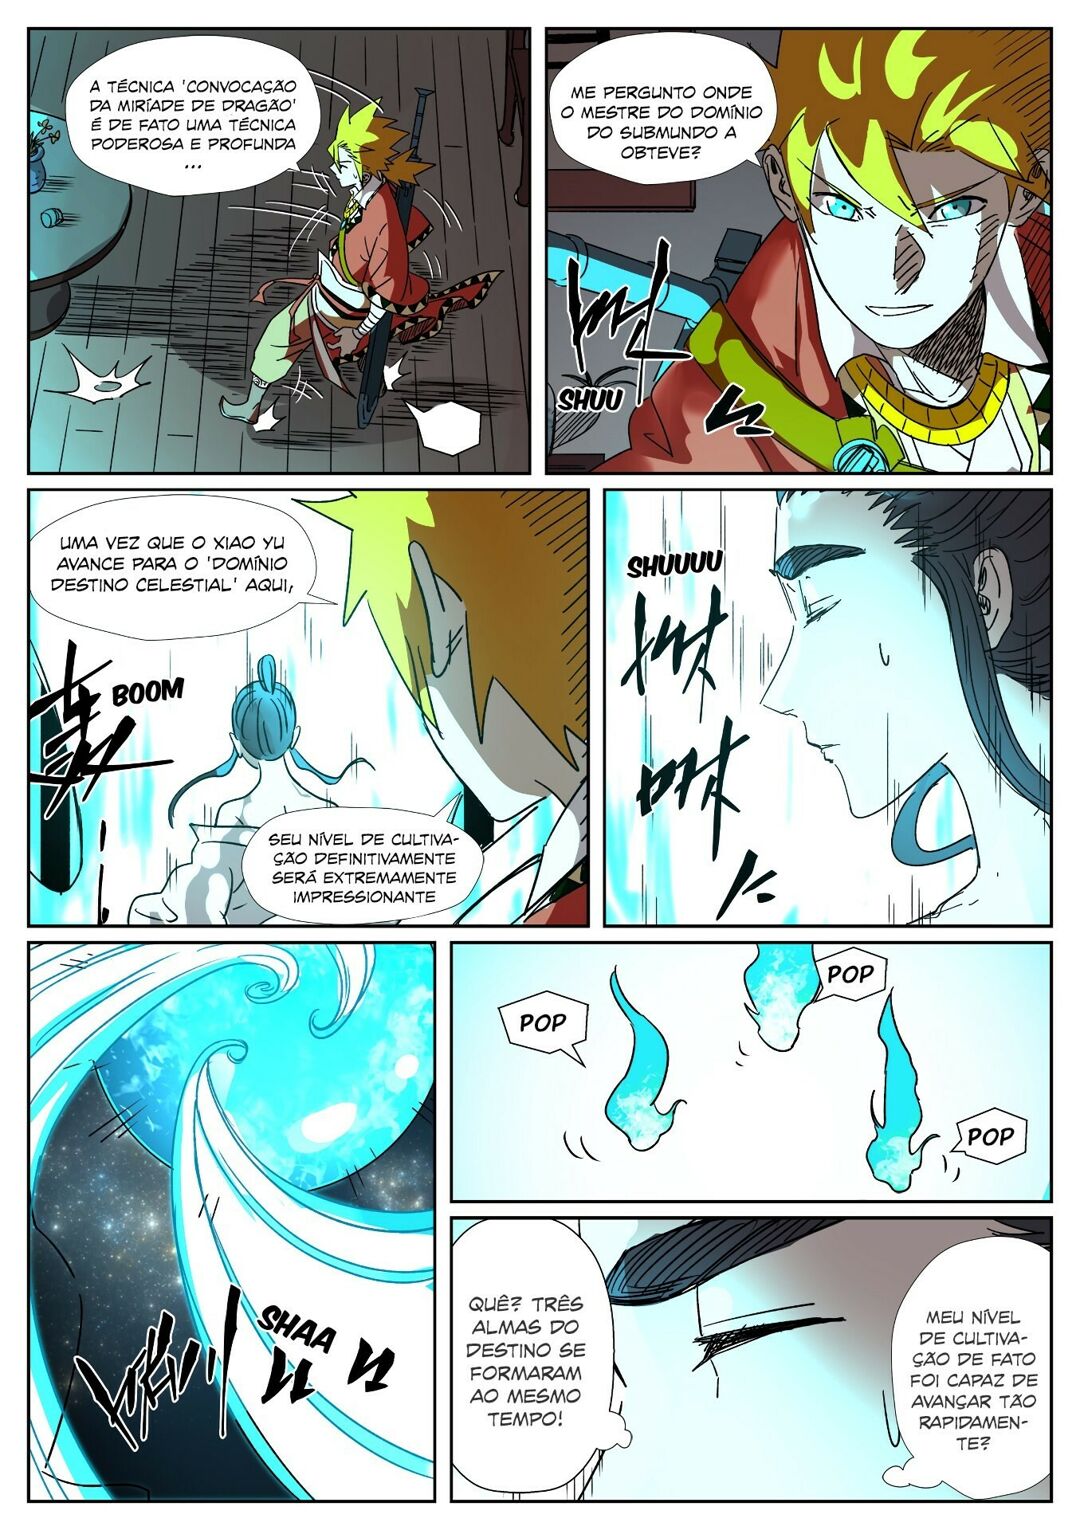 A TÉCNICA 'CONVOCAÇÃO
DA MIRÍADE DE DRAGÃO'
É DE FATO UMA TÉCNICA
PODEROSA E PROFUNDA
...
ME PERGUNTO ONDE
O MESTRE DO DOMÍNIO
DO SUBMUNDO A
OBTEVE?
SHUU
UMA VEZ QUE O XIAO YU
AVANCE PARA O 'DOMÍNIO
DESTINO CELESTIAL' AQUI,
BOOM
SEU NÍVEL DE CULTIVA-
ÇÃO DEFINITIVAMENTE
SERÁ EXTREMAMENTE
IMPRESSIONANTE
SHUUUU
SHAA
POP
POP
POP
QUÊ? TRÊS
ALMAS DO
DESTINO SE
FORMARAM
AO MESMO
TEMPO!
MEU NÍVEL
DE CULTIVA-
ÇÃO DE FATO
FOI CAPAZ DE
AVANÇAR TÃO
RAPIDAMEN-
TE?